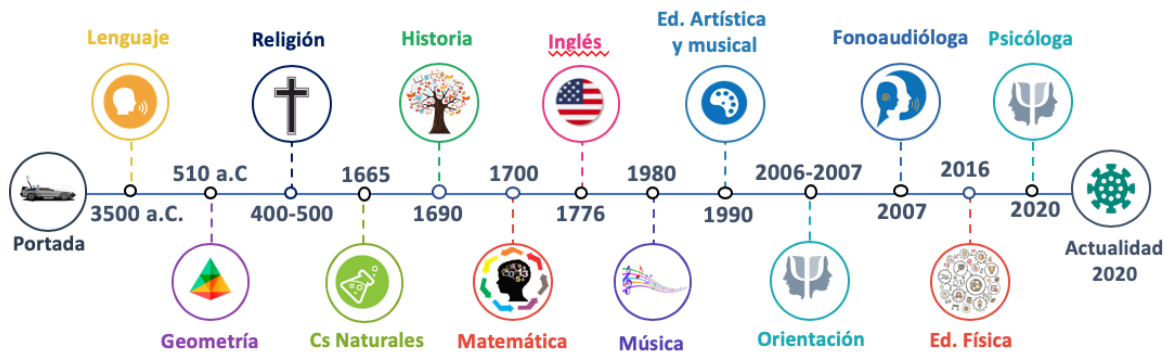 Lenguaje
Religión
Historia
Inglés
Ed. Artística
y musical
Fonoaudióloga
Psicóloga
510 a.C
1665
1700
1980
2006-2007
2016
3500 a.C.
400-500
1690
1776
1990
2007
2020
Portada
Actualidad
2020
Geometría
Cs Naturales
Matemática
Música
Orientación
Ed. Física